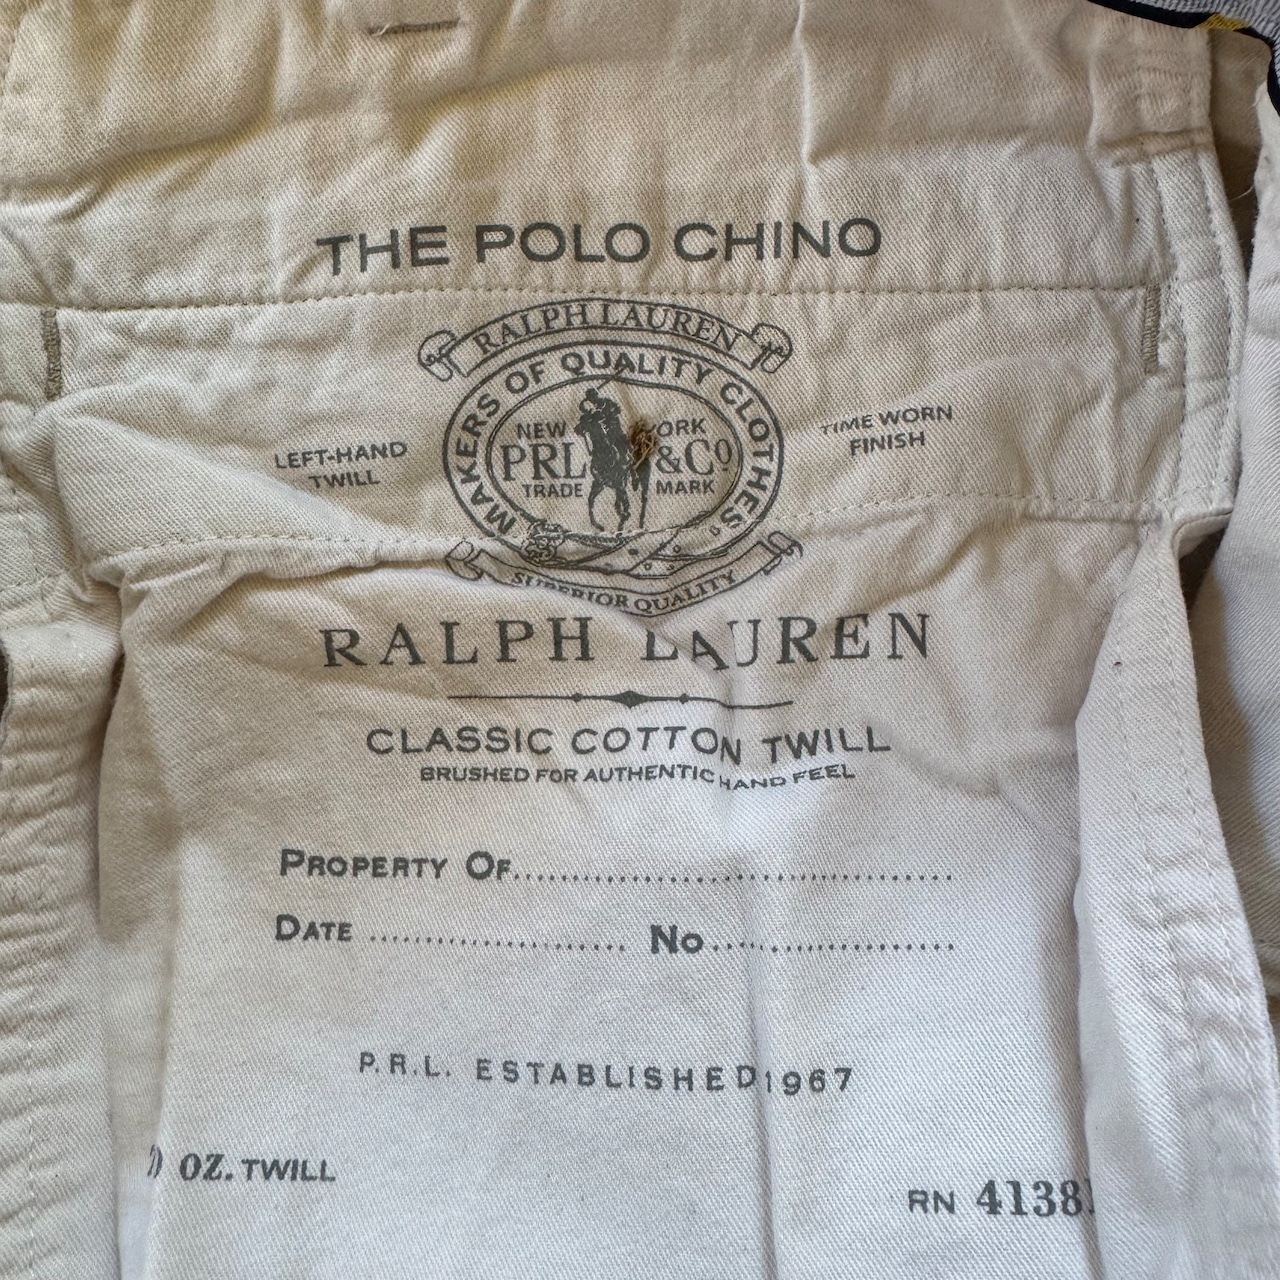 THE POLO CHINO
RALPH LAUREN
MAKERS OF QUALITY CLOTHES
NEW YORK
PRL &Co
TRADE MARK
LEFT-HAND
TWILL
TIME WORN
FINISH
SUPERIOR QUALITY
RALPH LAUREN
CLASSIC COTTON TWILL
BRUSHED FOR AUTHENTIC HAND FEEL
PROPERTY OF
DATE No
P.R.L. ESTABLISHED 1967
OZ. TWILL
RN 4138